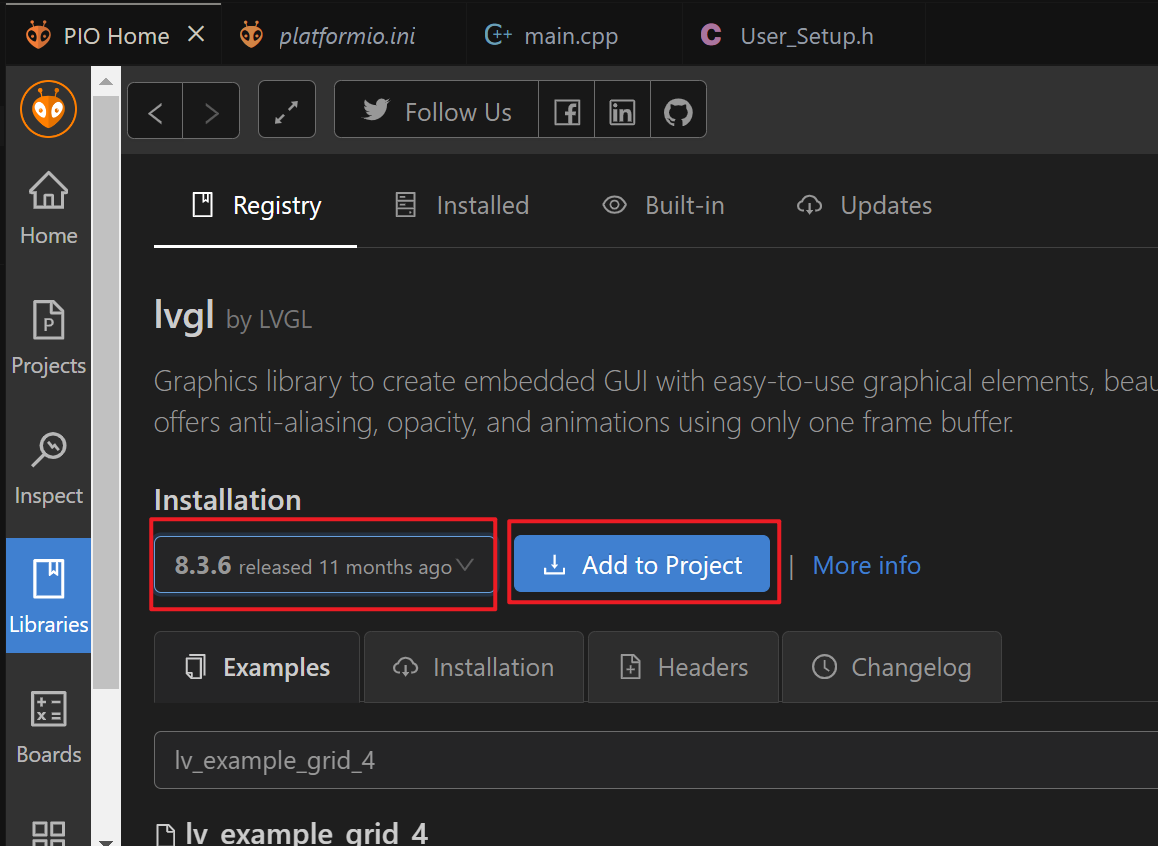 PIO Home platformio.ini C++ main.cpp C User_Setup.h
Follow Us
Registry Installed Built-in Updates
Home
lvgl by LVGL
P
Projects
Graphics library to create embedded GUI with easy-to-use graphical elements, beau
offers anti-aliasing, opacity, and animations using only one frame buffer.
Inspect
Installation
8.3.6 released 11 months ago Add to Project | More info
Libraries
Examples Installation Headers Changelog
Boards
lv_example_grid_4
lv_example_grid_4